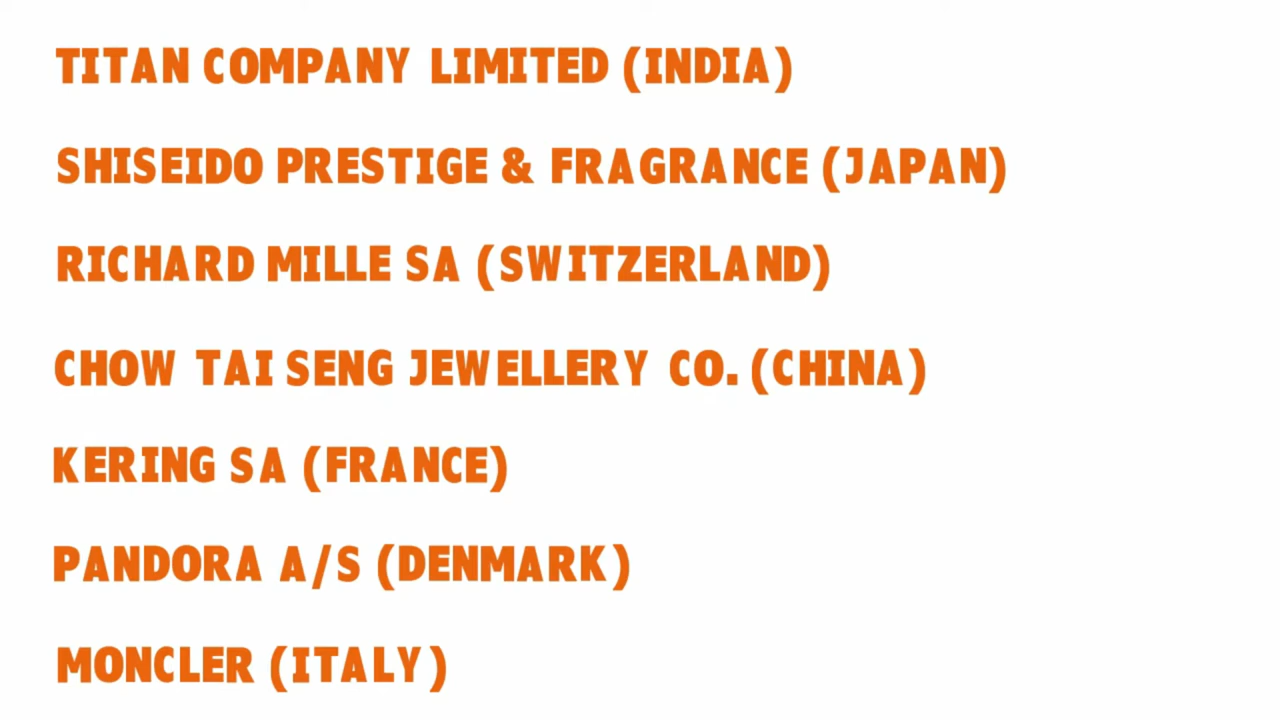 TITAN COMPANY LIMITED (INDIA)
SHISEIDO PRESTIGE & FRAGRANCE (JAPAN)
RICHARD MILLE SA (SWITZERLAND)
CHOW TAI SENG JEWELLERY CO. (CHINA)
KERING SA (FRANCE)
PANDORA A/S (DENMARK)
MONCLER (ITALY)